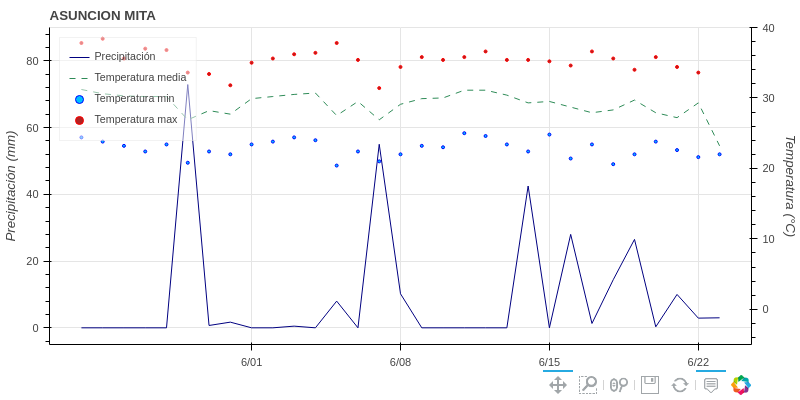 ASUNCION MITA
Precipitación
Temperatura media
Temperatura min
Temperatura max
Precipitación (mm)
80
60
40
20
0
Temperatura (°C)
40
30
20
10
0
6/01
6/08
6/15
6/22